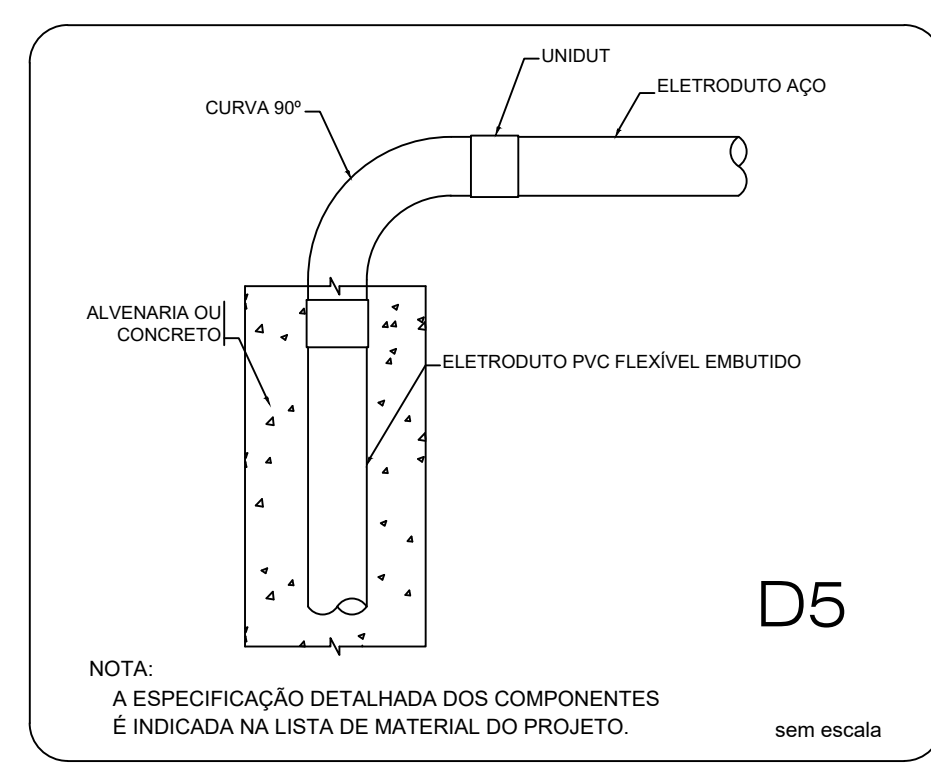 UNIDUT
ELETRODUTO AÇO
CURVA 90º
ALVENARIA OU
CONCRETO
ELETRODUTO PVC FLEXÍVEL EMBUTIDO
D5
NOTA:
A ESPECIFICAÇÃO DETALHADA DOS COMPONENTES
É INDICADA NA LISTA DE MATERIAL DO PROJETO.
sem escala